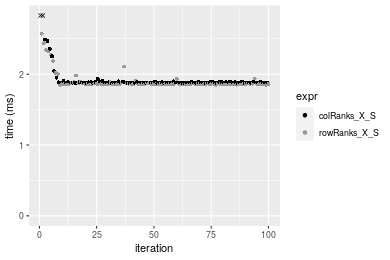 2
1
0
time (ms)
0
25
50
75
100
iteration
expr
colRanks_X_S
rowRanks_X_S